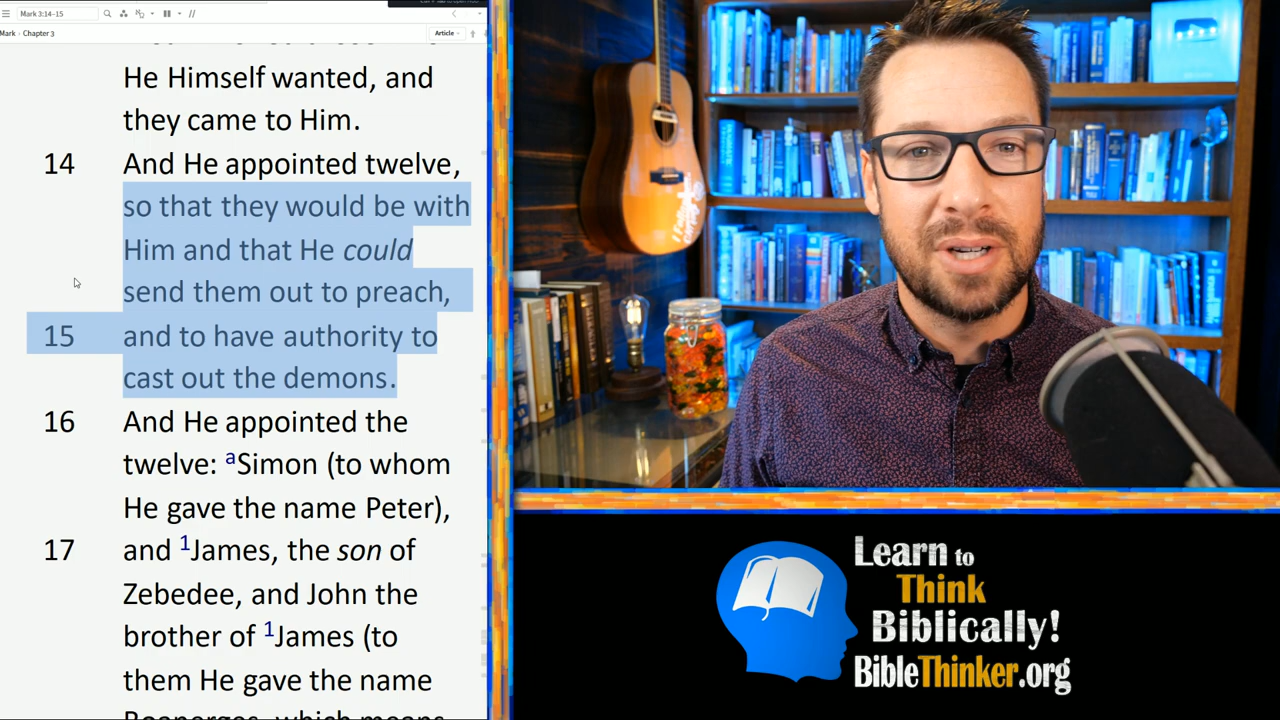 Mark 3:14–15
Mark › Chapter 3
Article
He Himself wanted, and
they came to Him.
14 And He appointed twelve,
so that they would be with
Him and that He could
send them out to preach,
15 and to have authority to
cast out the demons.
16 And He appointed the
twelve: aSimon (to whom
He gave the name Peter),
17 and 1James, the son of
Zebedee, and John the
brother of 1James (to
them He gave the name
Boanerges, which means
Learn to
Think
Biblically!
BibleThinker.org